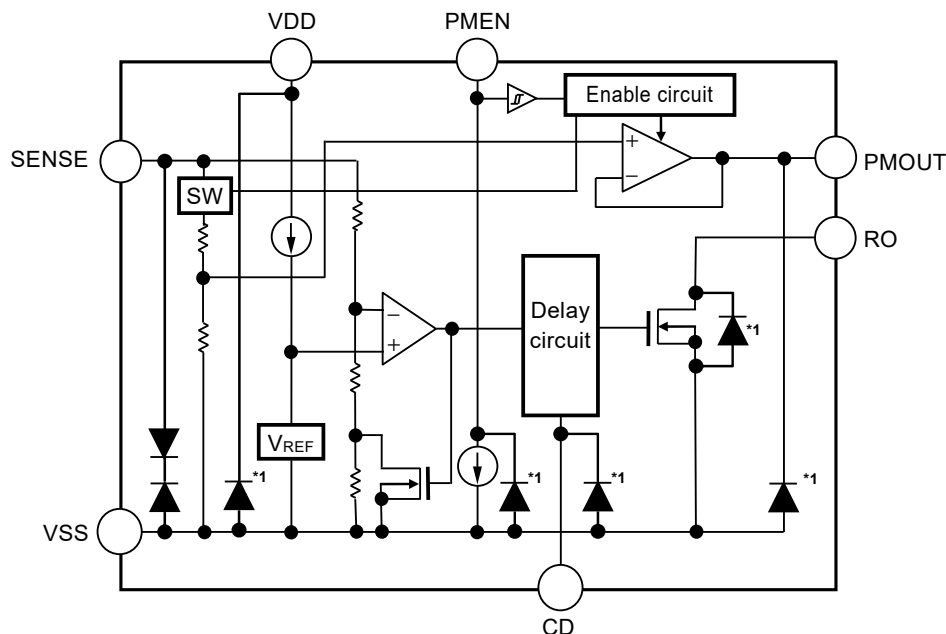 VDD
PMEN
Enable circuit
SENSE
+
−
PMOUT
SW
RO
Delay
circuit
−
+
*1
VREF
*1
*1
*1
*1
VSS
CD